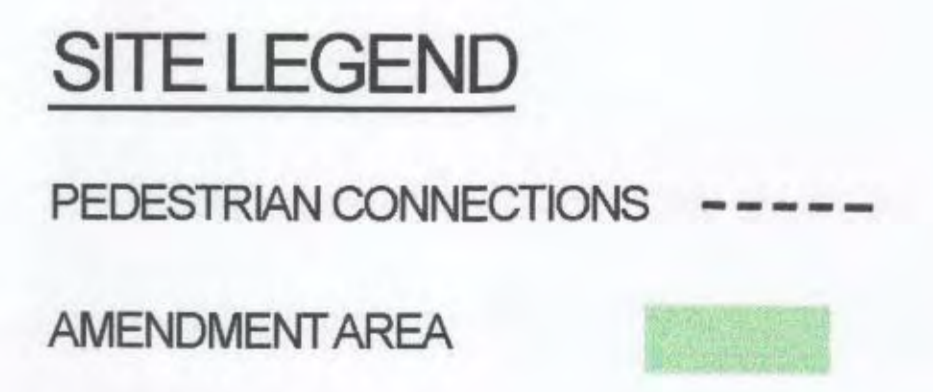 SITE LEGEND
PEDESTRIAN CONNECTIONS
AMENDMENT AREA